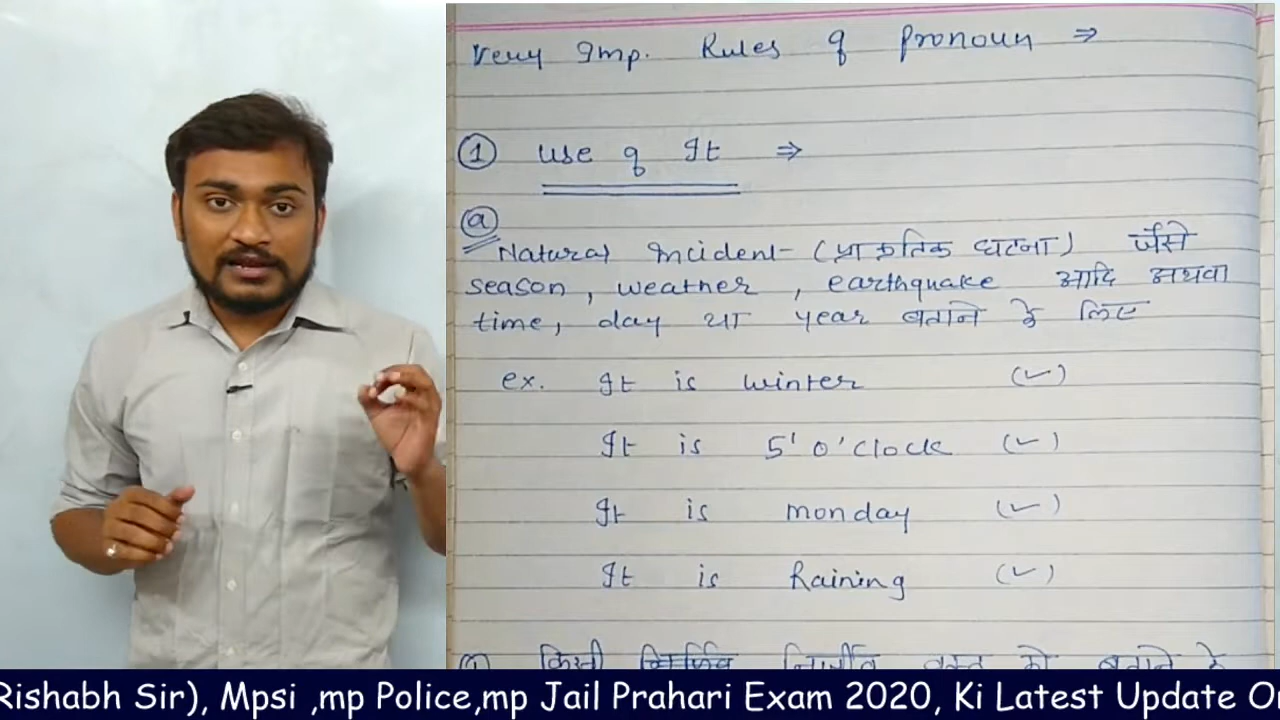 Very Imp. Rules of Pronoun ⇒
① Use of It ⇒
ⓐ
Natural Incident- (प्राकृतिक घटना) जैसे
season, weather, earthquake आदि अथवा
time, day या year बताने के लिए
ex. It is winter (✓)
It is 5' O'clock (✓)
It is monday (✓)
It is Raining (✓)
किसी निर्जीव वस्तु को बताने के
Rishabh Sir), Mpsi ,mp Police,mp Jail Prahari Exam 2020, Ki Latest Update O